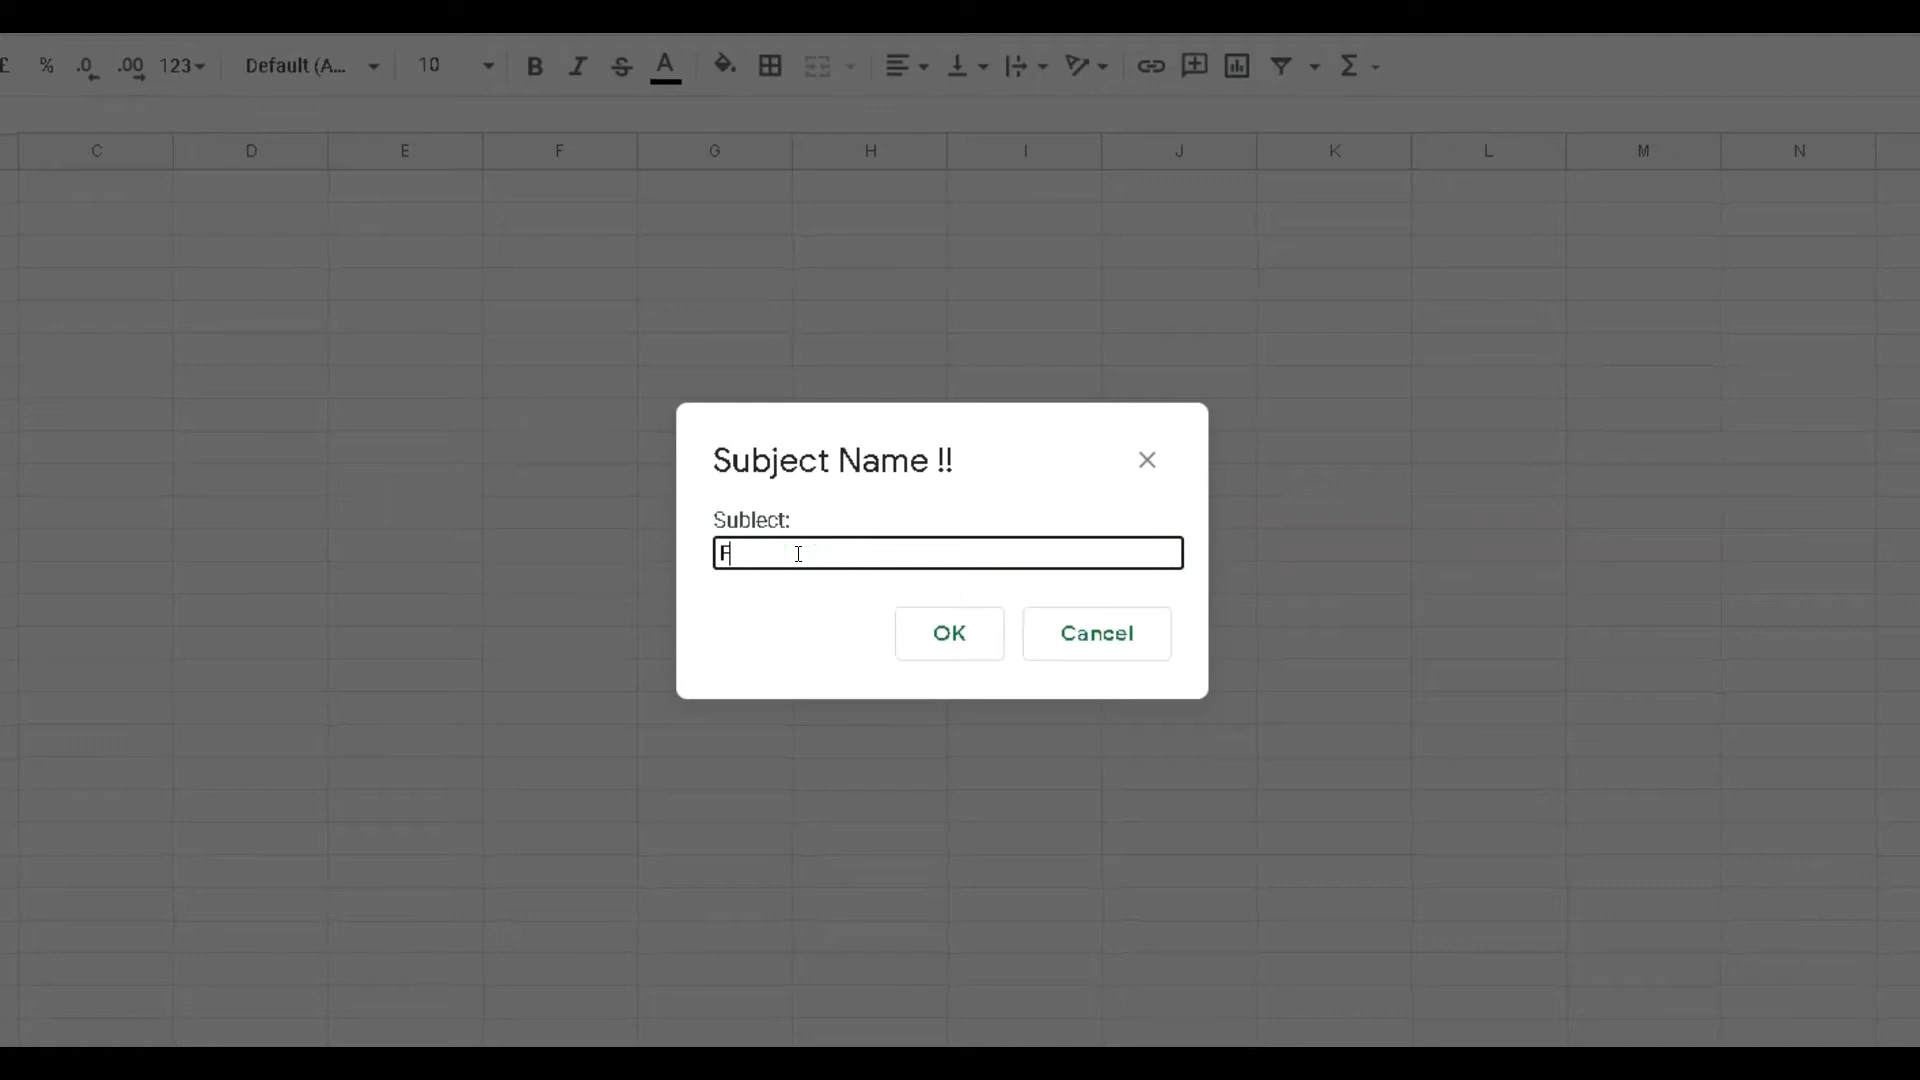 £ % .0 .00 123 Default (A... 10 B I S A Σ
C D E F G H I J K L M N
Subject Name !!
Sublect:
F
OK Cancel